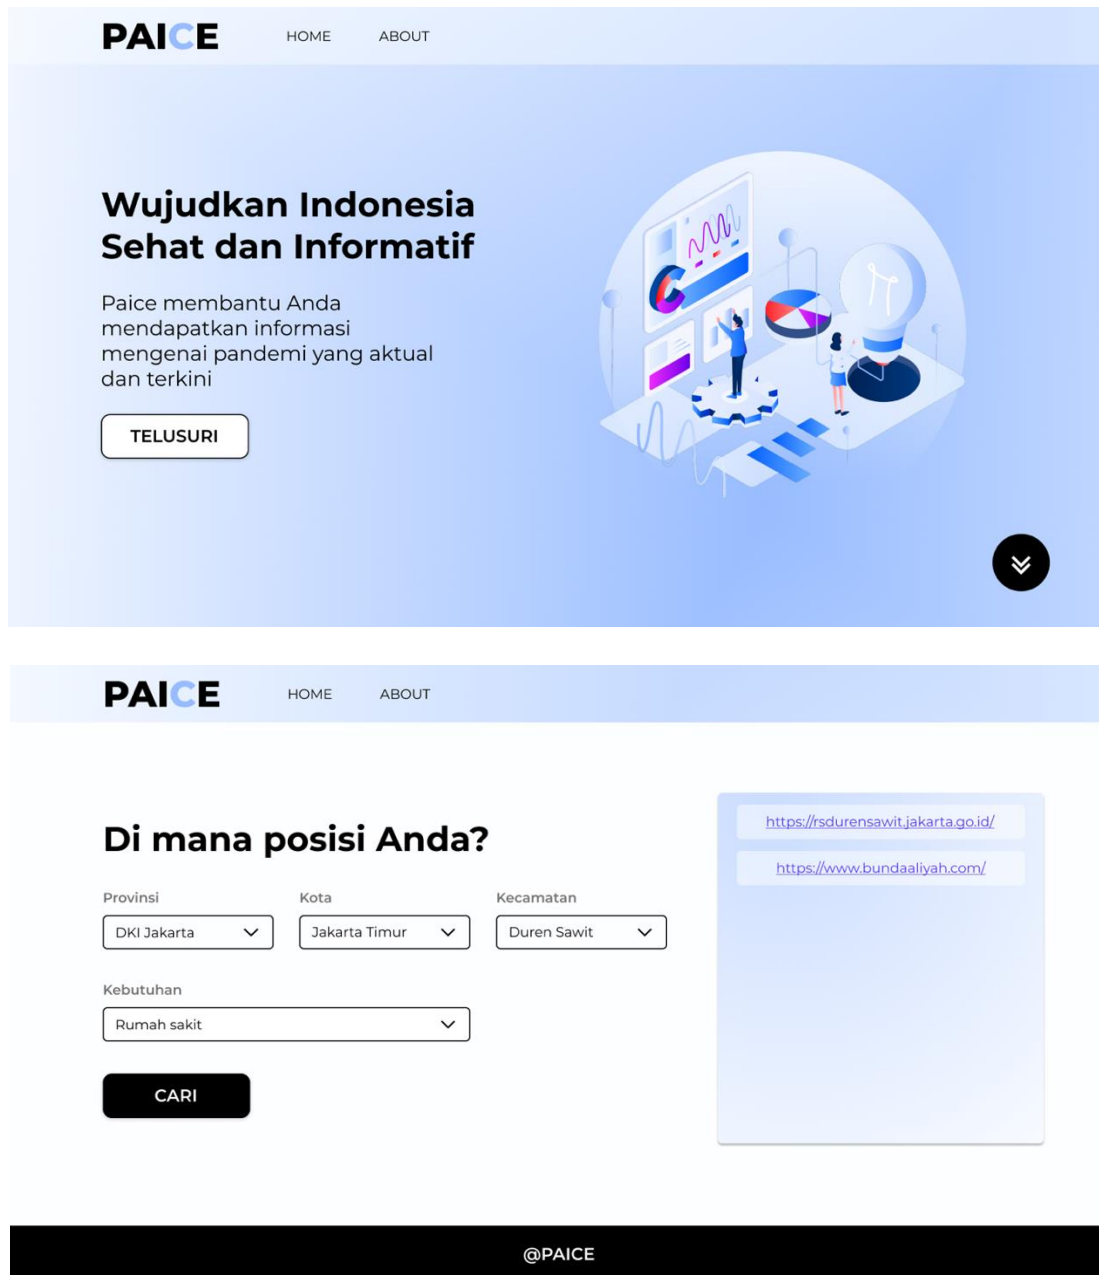 PAICE
HOME
ABOUT
Wujudkan Indonesia
Sehat dan Informatif
Paice membantu Anda
mendapatkan informasi
mengenai pandemi yang aktual
dan terkini
TELUSURI
PAICE
HOME
ABOUT
Di mana posisi Anda?
Provinsi
Kota
Kecamatan
DKI Jakarta
Jakarta Timur
Duren Sawit
Kebutuhan
Rumah sakit
CARI
https://rsdurensawit.jakarta.go.id/
https://www.bundaaliyah.com/
@PAICE